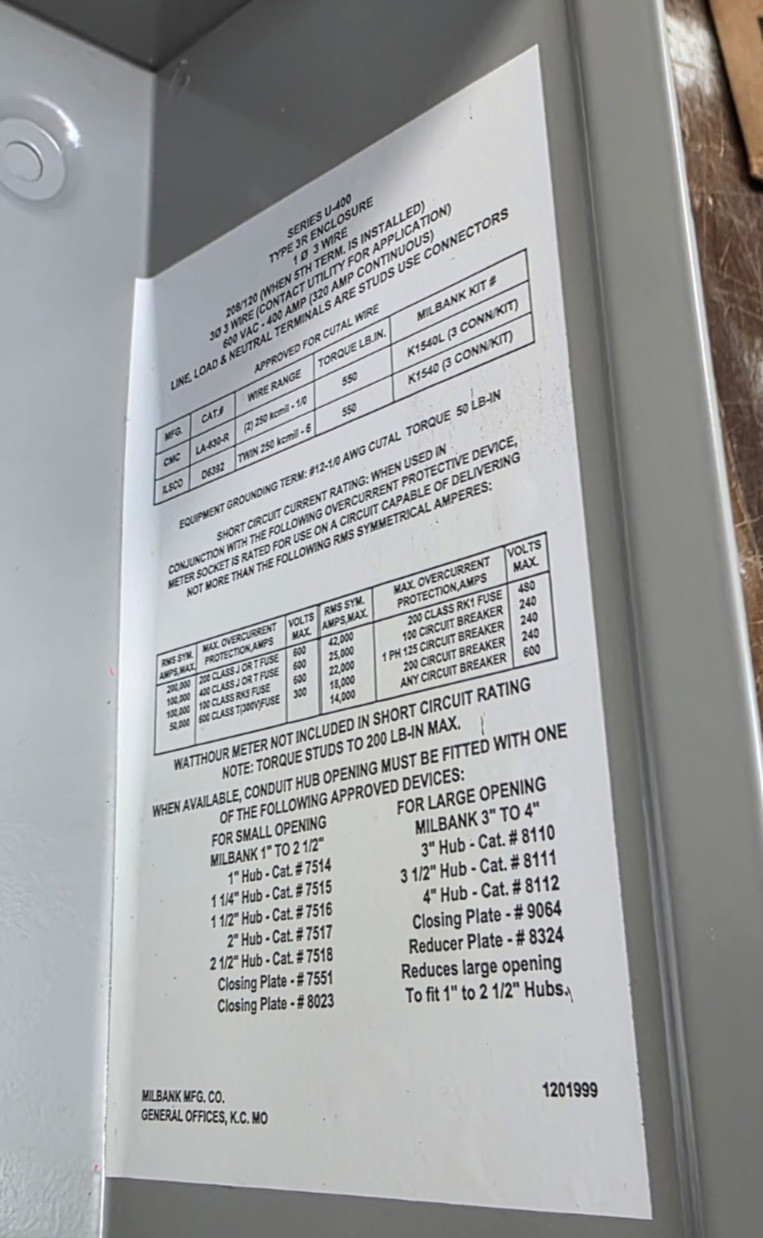 SERIES U-400
TYPE 3R ENCLOSURE
1 Ø 3 WIRE
208/120 (WHEN 5TH TERM. IS INSTALLED)
3Ø 3 WIRE (CONTACT UTILITY FOR APPLICATION)
600 VAC - 400 AMP (320 AMP CONTINUOUS)
LINE, LOAD & NEUTRAL TERMINALS ARE STUDS USE CONNECTORS
APPROVED FOR CU7AL WIRE
MFG. CAT.# WIRE RANGE TORQUE LB.IN. MILBANK KIT #
CMC LA-630-R (2) 250 kcmil - 1/0 550 K1540L (3 CONN/KIT)
ILSCO D6392 TWIN 250 kcmil - 6 550 K1540 (3 CONN/KIT)
EQUIPMENT GROUNDING TERM: #12-1/0 AWG CU7AL TORQUE 50 LB-IN
SHORT CIRCUIT CURRENT RATING: WHEN USED IN
CONJUNCTION WITH THE FOLLOWING OVERCURRENT PROTECTIVE DEVICE,
METER SOCKET IS RATED FOR USE ON A CIRCUIT CAPABLE OF DELIVERING
NOT MORE THAN THE FOLLOWING RMS SYMMETRICAL AMPERES:
RMS SYM. MAX. OVERCURRENT VOLTS RMS SYM. MAX. OVERCURRENT VOLTS
AMPS,MAX. PROTECTION,AMPS MAX. AMPS,MAX. PROTECTION,AMPS MAX.
200,000 200 CLASS J OR T FUSE 600 42,000 200 CLASS RK1 FUSE 480
100,000 400 CLASS J OR T FUSE 600 25,000 100 CIRCUIT BREAKER 240
100,000 100 CLASS RK5 FUSE 600 22,000 1 PH 125 CIRCUIT BREAKER 240
50,000 600 CLASS T(300V)FUSE 300 18,000 200 CIRCUIT BREAKER 240
14,000 ANY CIRCUIT BREAKER 600
WATTHOUR METER NOT INCLUDED IN SHORT CIRCUIT RATING
NOTE: TORQUE STUDS TO 200 LB-IN MAX.
WHEN AVAILABLE, CONDUIT HUB OPENING MUST BE FITTED WITH ONE
OF THE FOLLOWING APPROVED DEVICES:
FOR SMALL OPENING
MILBANK 1" TO 2 1/2"
1" Hub - Cat. # 7514
1 1/4" Hub - Cat. # 7515
1 1/2" Hub - Cat. # 7516
2" Hub - Cat. # 7517
2 1/2" Hub - Cat. # 7518
Closing Plate - # 7551
Closing Plate - # 8023
FOR LARGE OPENING
MILBANK 3" TO 4"
3" Hub - Cat. # 8110
3 1/2" Hub - Cat. # 8111
4" Hub - Cat. # 8112
Closing Plate - # 9064
Reducer Plate - # 8324
Reduces large opening
To fit 1" to 2 1/2" Hubs.
MILBANK MFG. CO.
GENERAL OFFICES, K.C. MO
1201999